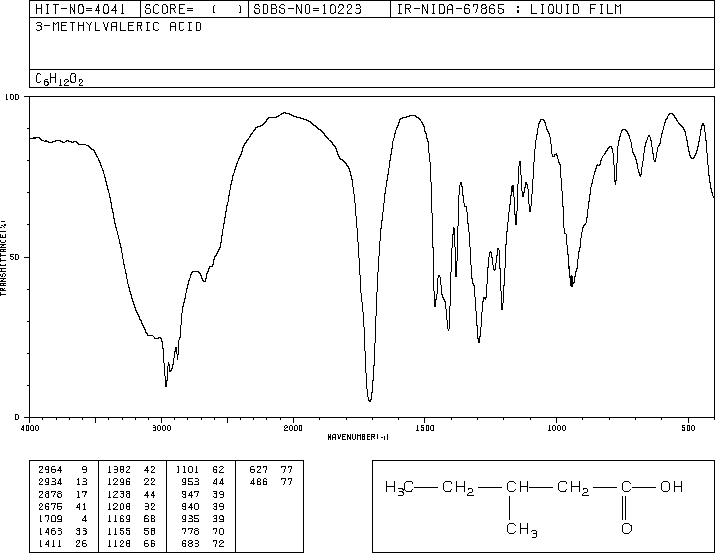 HIT-NO=4041 SCORE= ( ) SDBS-NO=10223 IR-NIDA-67865 : LIQUID FILM
3-METHYLVALERIC ACID
C6H12O2
100
50
0
TRANSMITTANCE(%)
4000 3000 2000 1500 1000 500
WAVENUMBER(-1)
2964 9 1382 42 1101 62 627 77
2934 13 1296 22 953 44 486 77
2878 17 1238 44 947 39
2675 41 1208 32 940 39
1709 4 1169 68 935 39
1463 33 1155 58 778 70
1411 26 1128 66 683 72
H3C CH2 CH CH2 C OH
CH3 O